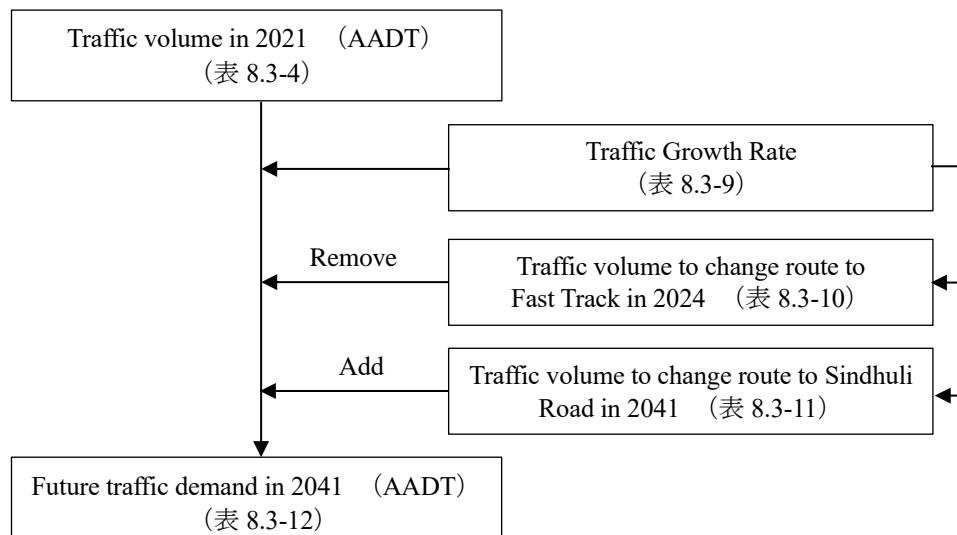 Traffic volume in 2021 （AADT）
（表 8.3-4）
Traffic Growth Rate
（表 8.3-9）
Remove
Traffic volume to change route to
Fast Track in 2024 （表 8.3-10）
Add
Traffic volume to change route to Sindhuli
Road in 2041 （表 8.3-11）
Future traffic demand in 2041 （AADT）
（表 8.3-12）